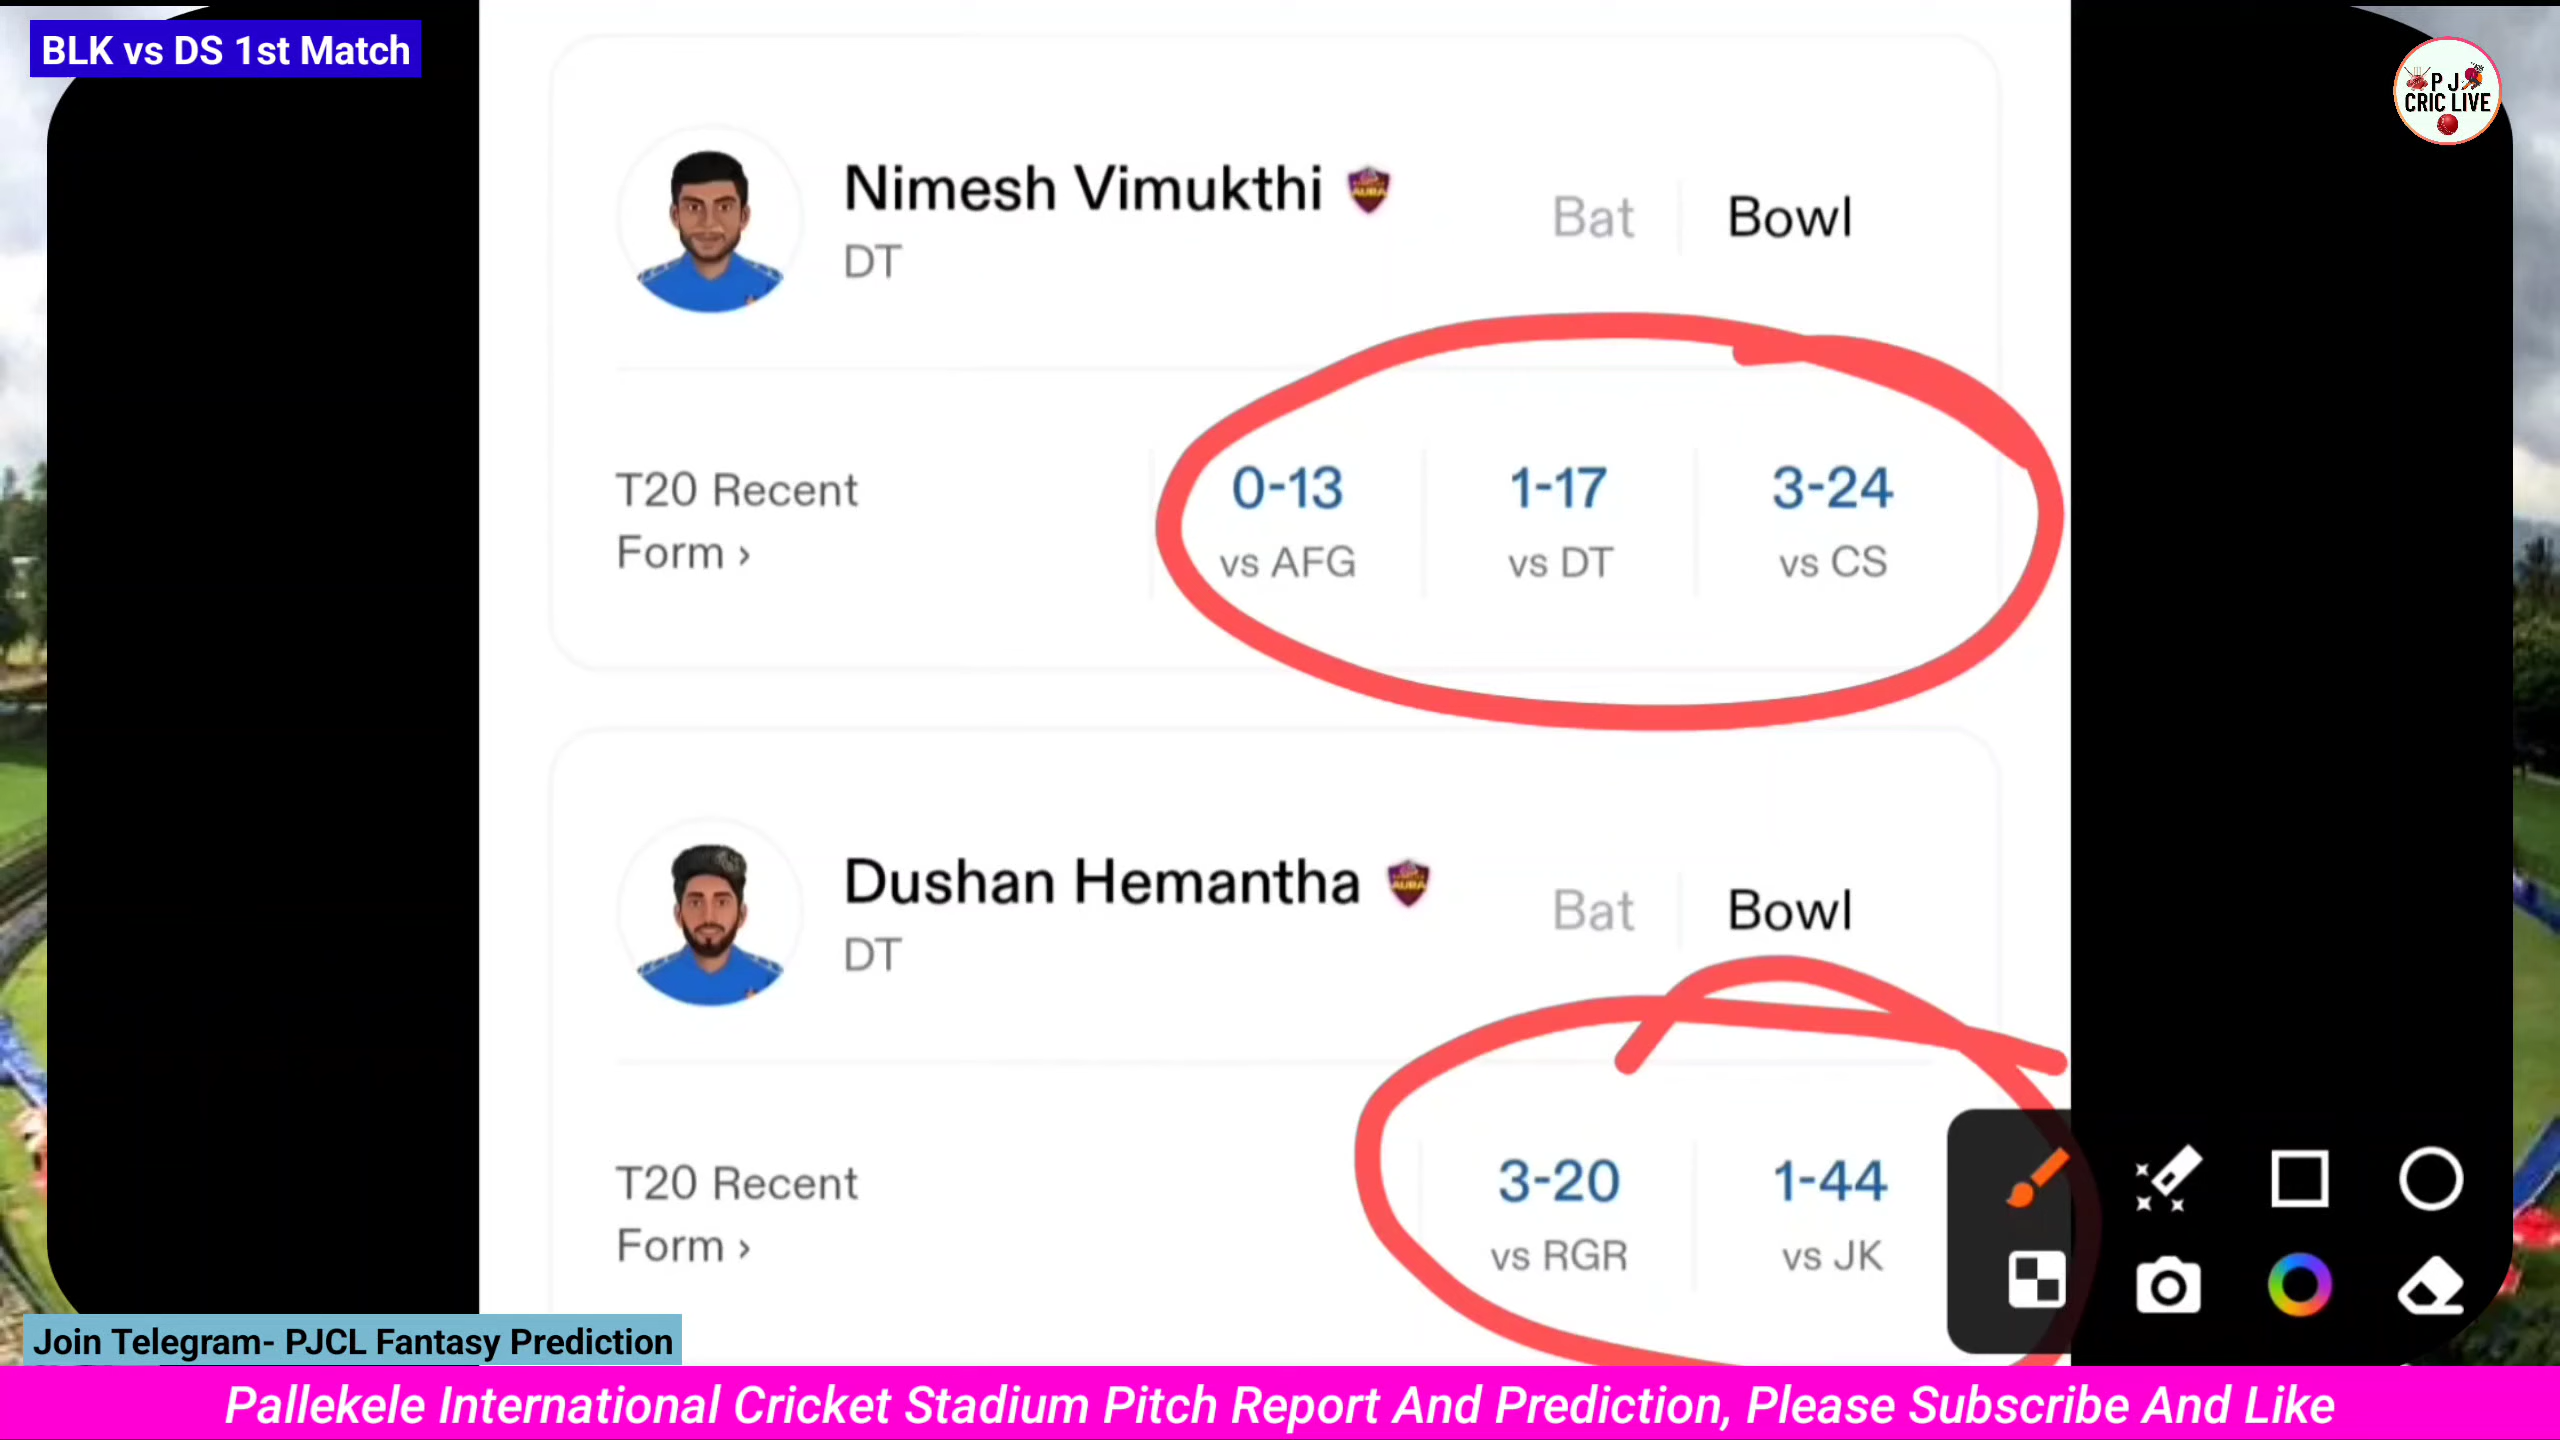 BLK vs DS 1st Match
P J
CRIC LIVE
Nimesh Vimukthi
AURA
DT
Bat
Bowl
T20 Recent
Form ›
0-13
vs AFG
1-17
vs DT
3-24
vs CS
Dushan Hemantha
AURA
DT
Bat
Bowl
T20 Recent
Form ›
3-20
vs RGR
1-44
vs JK
Join Telegram- PJCL Fantasy Prediction
Pallekele International Cricket Stadium Pitch Report And Prediction, Please Subscribe And Like